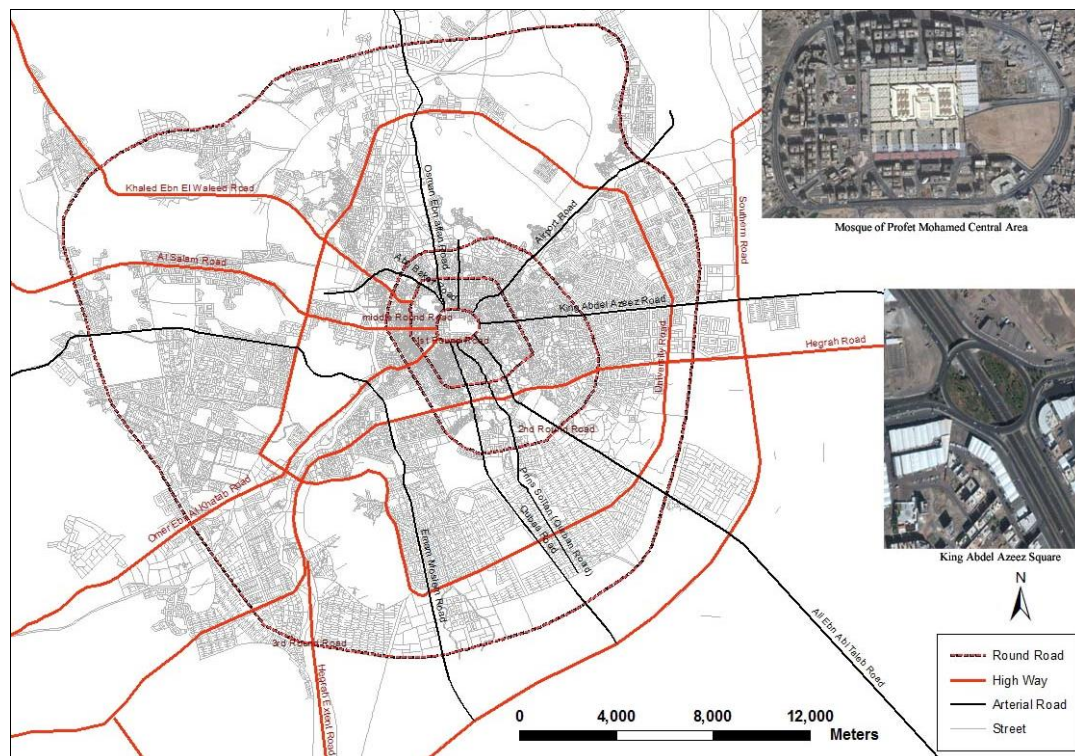 Mosque of Profet Mohamed Central Area
Khaled Ebn El Waleed Road
Osman Ebn affan Road
Airport Road
Southern Road
Al Salam Road
Abi Baker Road
King Abdel Azeez Road
middle Round Road
1st Round Road
University Road
Hegrah Road
2nd Round Road
Omer Ebn Al-Khatab Road
Prins Soltan (Qurban Road)
Qubaa Road
Emam Moslem Road
King Abdel Azeez Square
N
Ali Ebn Abi Taleb Road
3rd Round Road
Hegrah Extent Road
Round Road
High Way
Arterial Road
Street
0 4,000 8,000 12,000
Meters